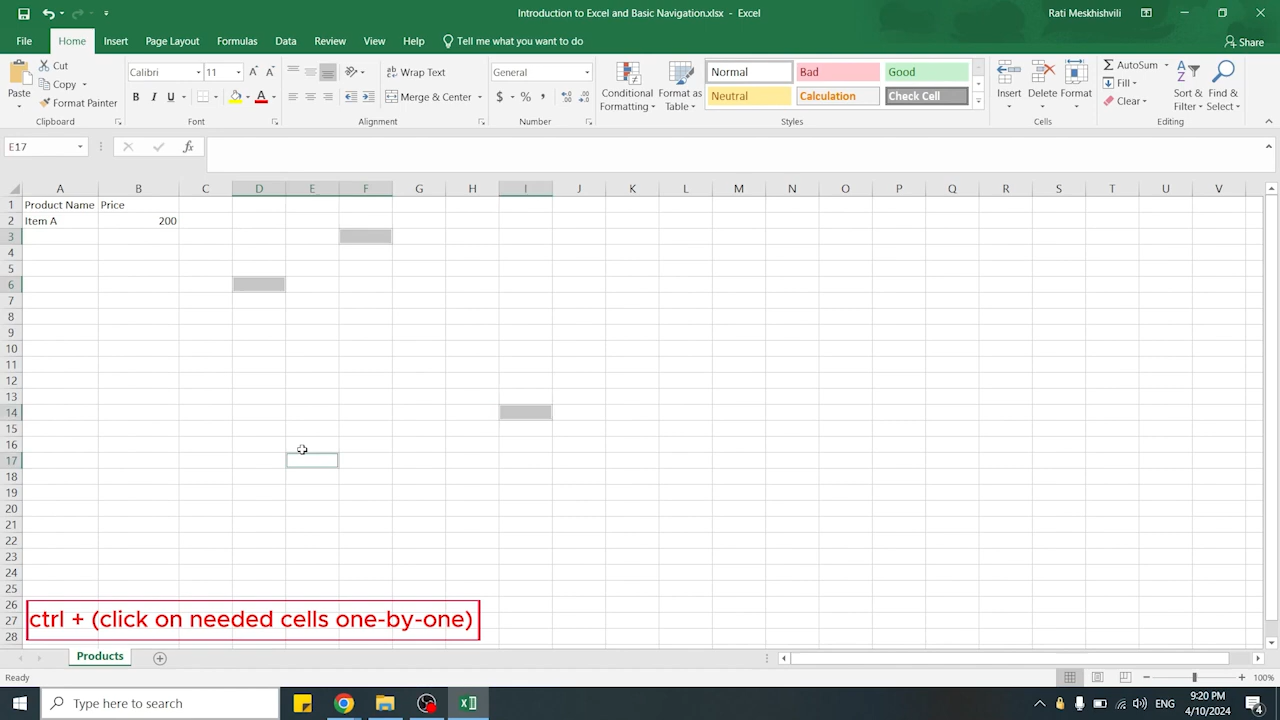 Introduction to Excel and Basic Navigation.xlsx - Excel
Rati Meskhishvili
File Home Insert Page Layout Formulas Data Review View Help Tell me what you want to do Share
Paste Cut Copy Format Painter Clipboard
Calibri 11 B I U A Font
Wrap Text Merge & Center Alignment
General $ % , Number
Conditional Formatting Format as Table
Normal Bad Good
Neutral Calculation Check Cell
Styles
Insert Delete Format Cells
AutoSum Fill Clear Sort & Filter Find & Select Editing
E17 fx
A B C D E F G H I J K L M N O P Q R S T U V
1 Product Name Price
2 Item A 200
3
4
5
6
7
8
9
10
11
12
13
14
15
16
17
18
19
20
21
22
23
24
25
26
27
28
ctrl + (click on needed cells one-by-one)
Products
Ready 100%
Type here to search
ENG
9:20 PM
4/10/2024
4